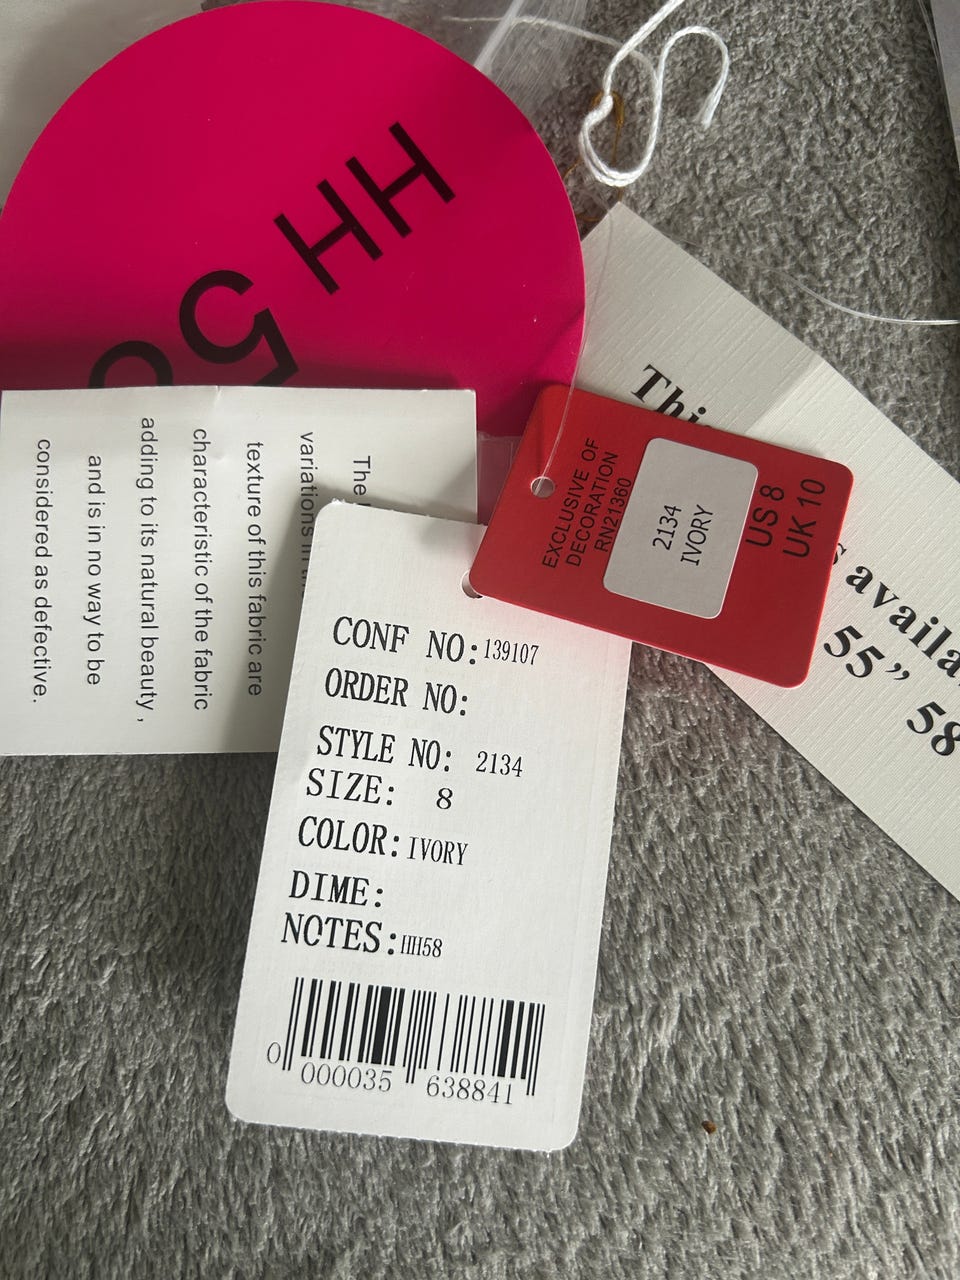 HH
5
The
variations in the
texture of this fabric are
characteristic of the fabric
adding to its natural beauty,
and is in no way to be
considered as defective.
EXCLUSIVE OF
DECORATION
RN21360
2134
IVORY
US 8
UK 10
availa
55” 58
CONF NO: 139107
ORDER NO:
STYLE NO: 2134
SIZE: 8
COLOR: IVORY
DIME:
NOTES: HH58
0 000035 638841